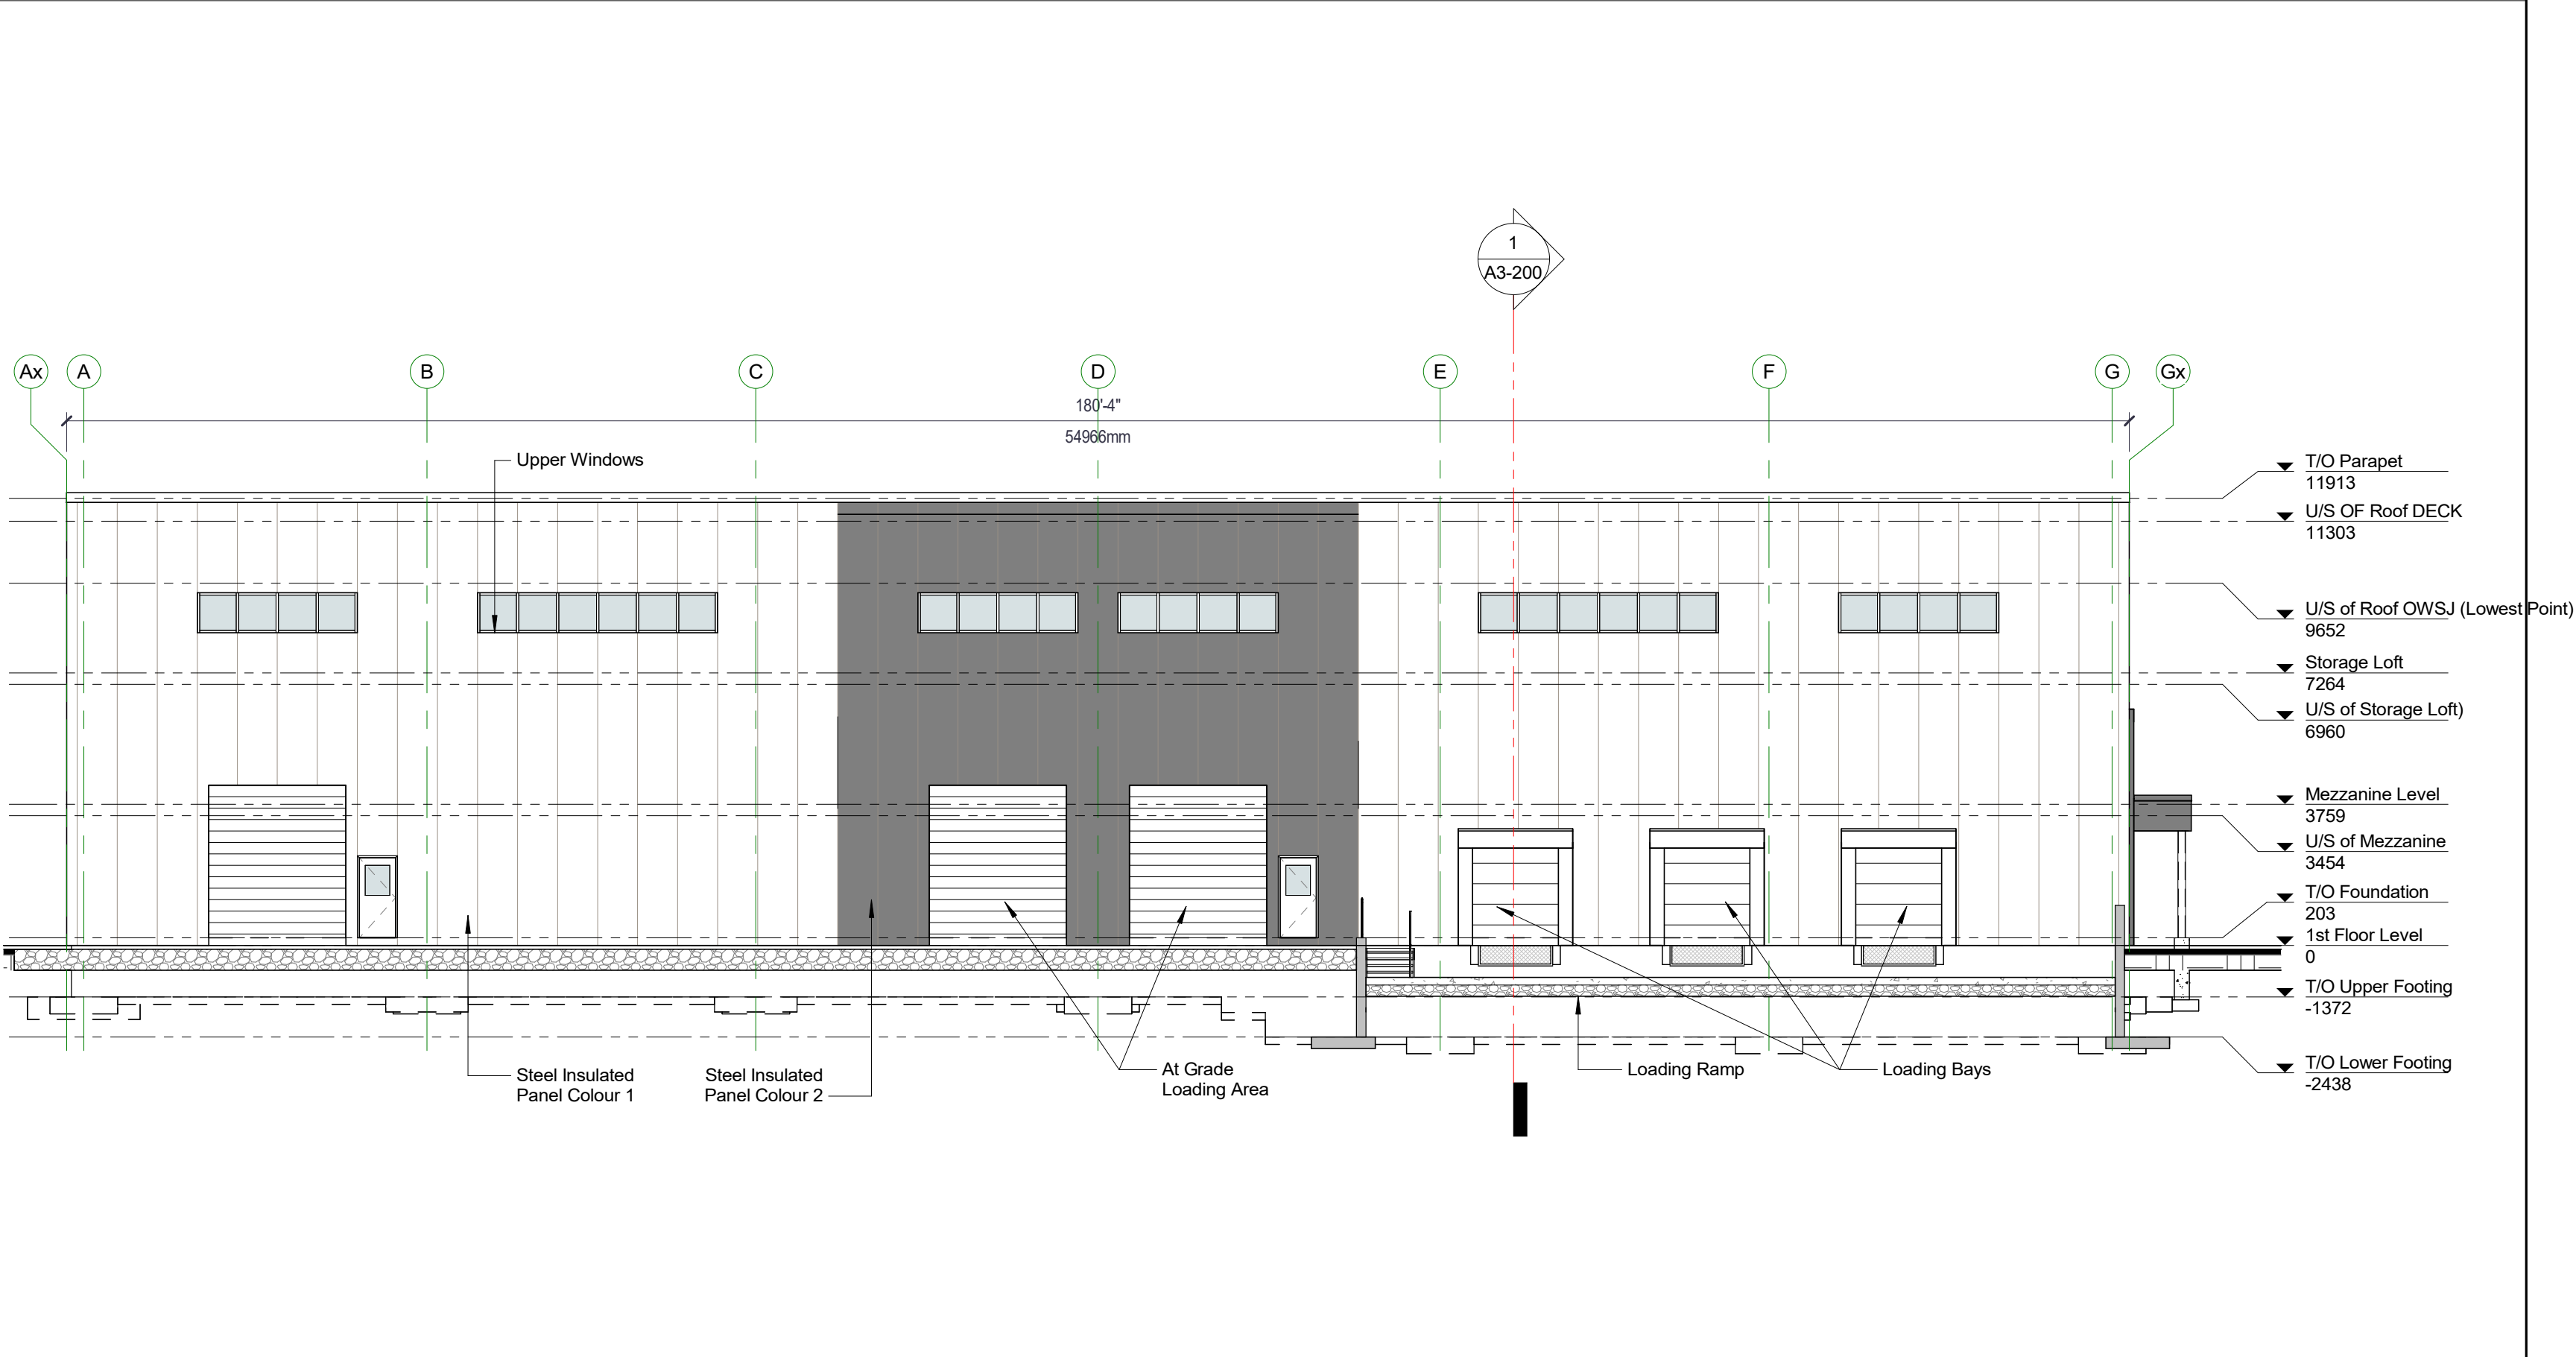 1
A3-200
Ax
A
B
C
D
E
F
G
Gx
180'-4"
54966mm
Upper Windows
T/O Parapet
11913
U/S OF Roof DECK
11303
U/S of Roof OWSJ (Lowest Point)
9652
Storage Loft
7264
U/S of Storage Loft)
6960
Mezzanine Level
3759
U/S of Mezzanine
3454
T/O Foundation
203
1st Floor Level
0
T/O Upper Footing
-1372
T/O Lower Footing
-2438
Steel Insulated
Panel Colour 1
Steel Insulated
Panel Colour 2
At Grade
Loading Area
Loading Ramp
Loading Bays